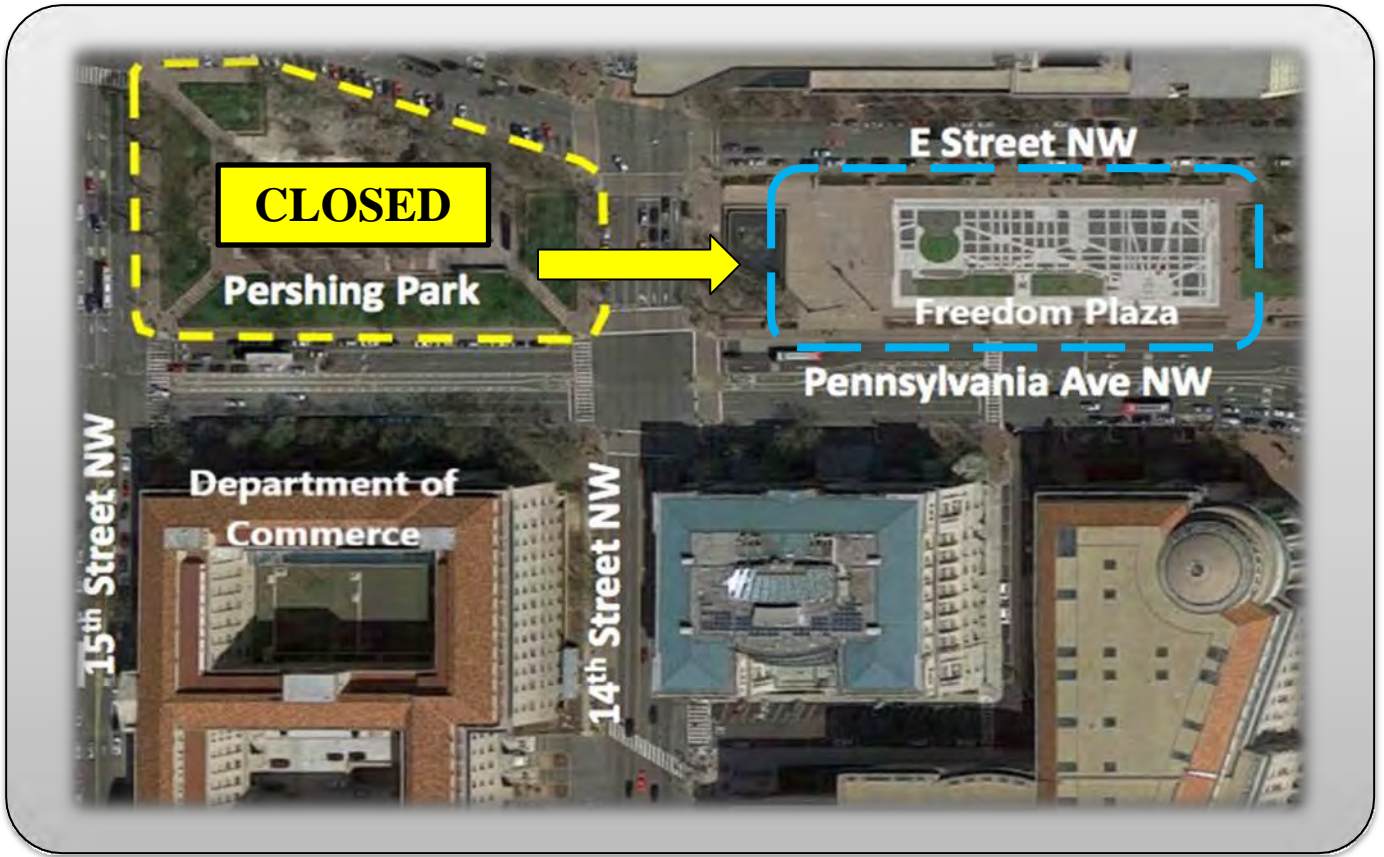 E Street NW
CLOSED
Pershing Park
Freedom Plaza
Pennsylvania Ave NW
15th Street NW
Department of
Commerce
14th Street NW